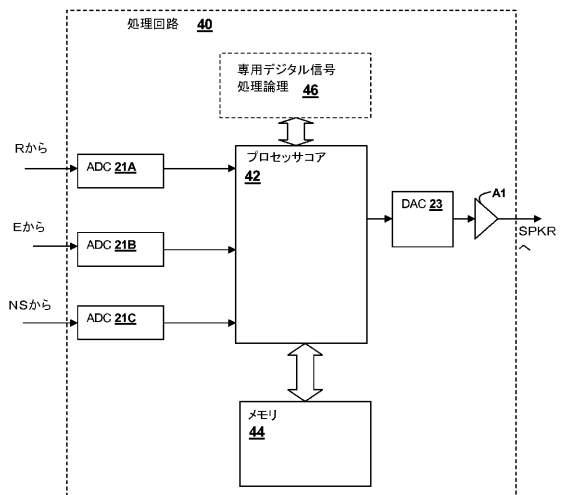 処理回路 40
専用デジタル信号
処理論理 46
Rから
ADC 21A
プロセッサコア
42
A1
DAC 23
Eから
ADC 21B
SPKR
へ
NSから
ADC 21C
メモリ
44